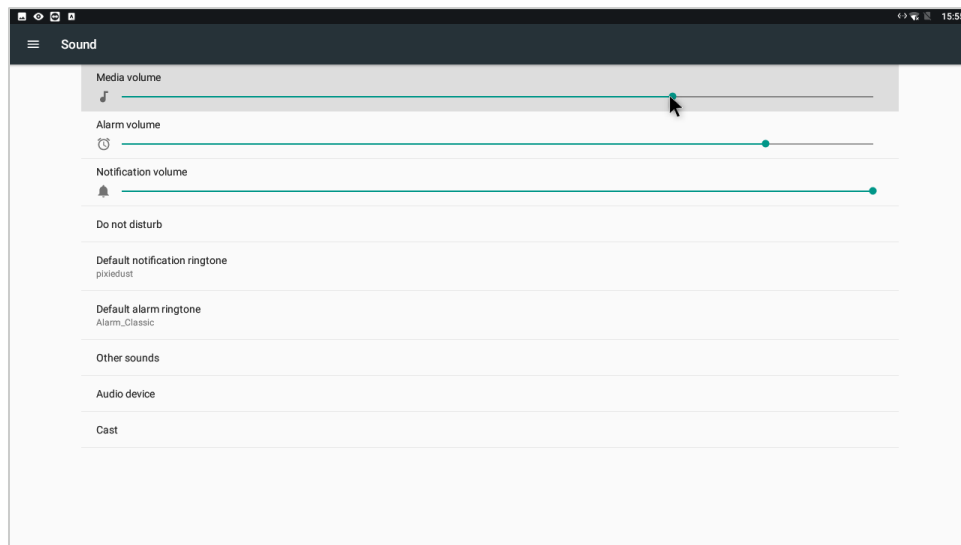 15:55
Sound
Media volume
Alarm volume
Notification volume
Do not disturb
Default notification ringtone
pixiedust
Default alarm ringtone
Alarm_Classic
Other sounds
Audio device
Cast